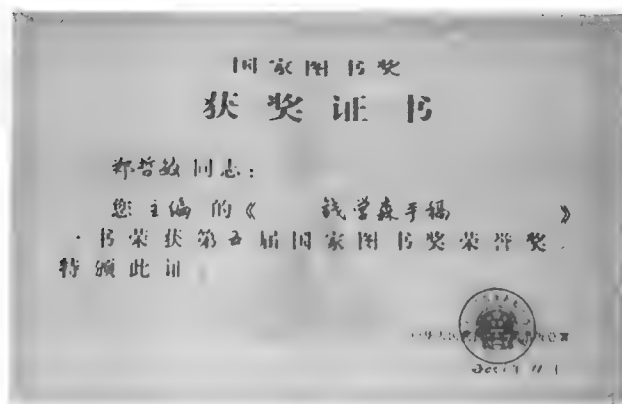 国家图书奖
获奖证书
郑哲敏同志：
您主编的《 钱学森手稿 》
一书荣获第五届国家图书奖荣誉奖，
特颁此证